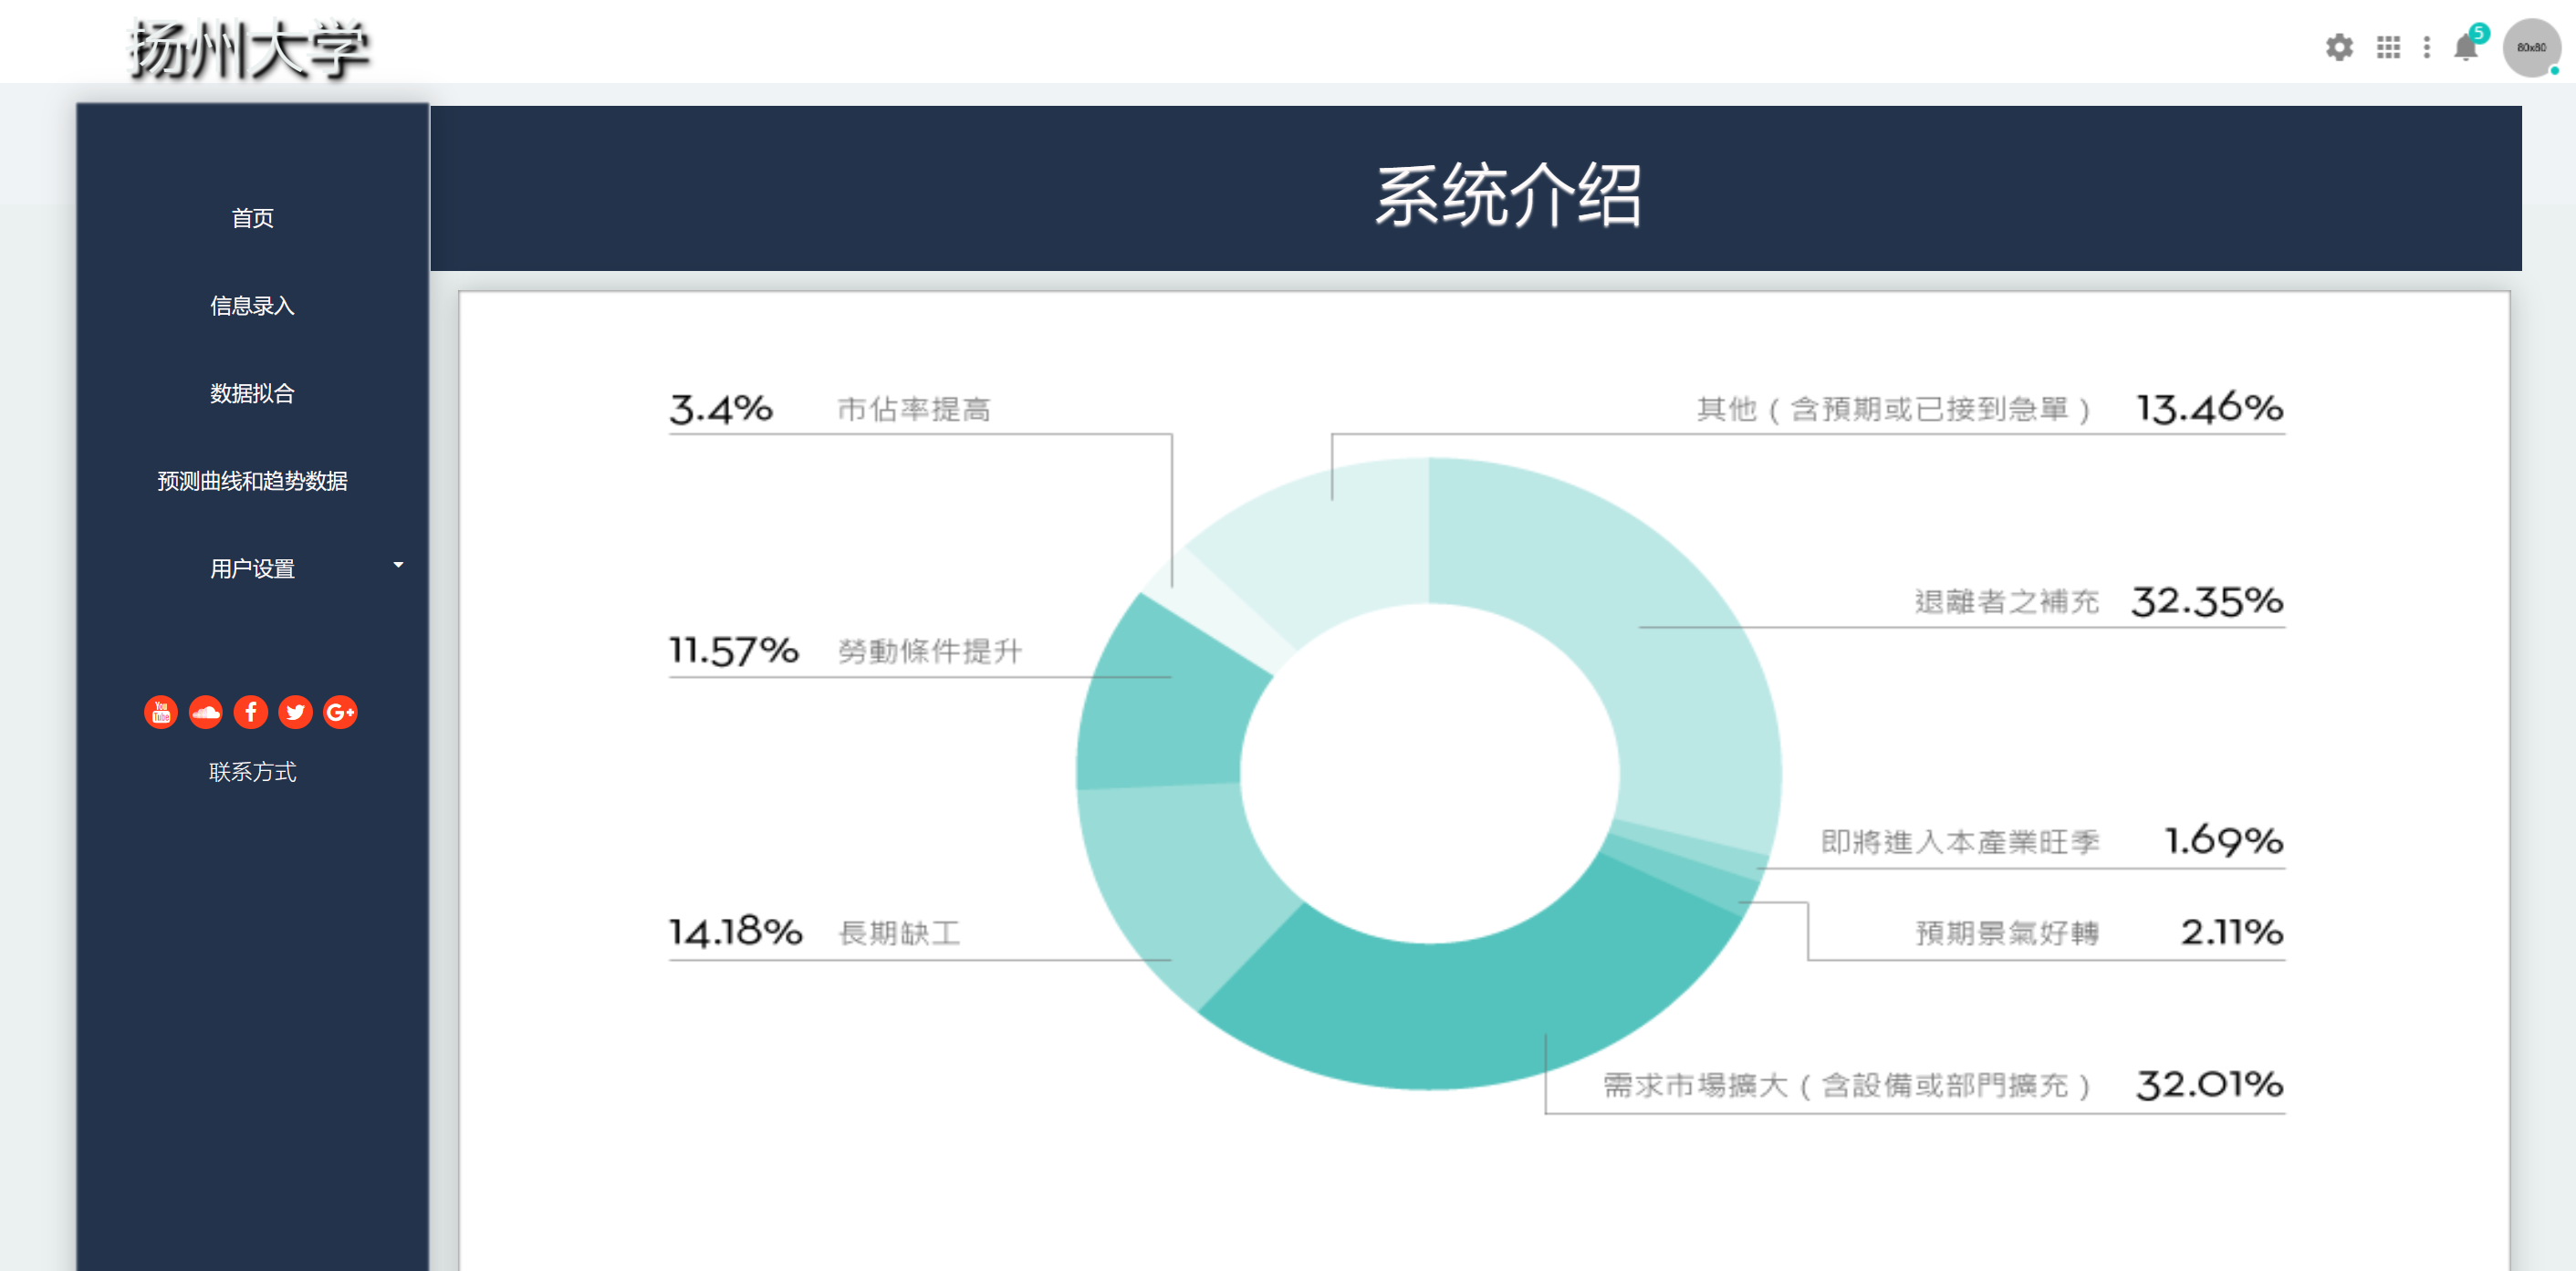 扬州大学
5
80x80
系统介绍
首页
信息录入
数据拟合
预测曲线和趋势数据
用户设置
You
Tube
G+
联系方式
3.4% 市佔率提高
其他（含預期或已接到急單） 13.46%
退離者之補充 32.35%
11.57% 勞動條件提升
即將進入本產業旺季 1.69%
14.18% 長期缺工
預期景氣好轉 2.11%
需求市場擴大（含設備或部門擴充） 32.01%